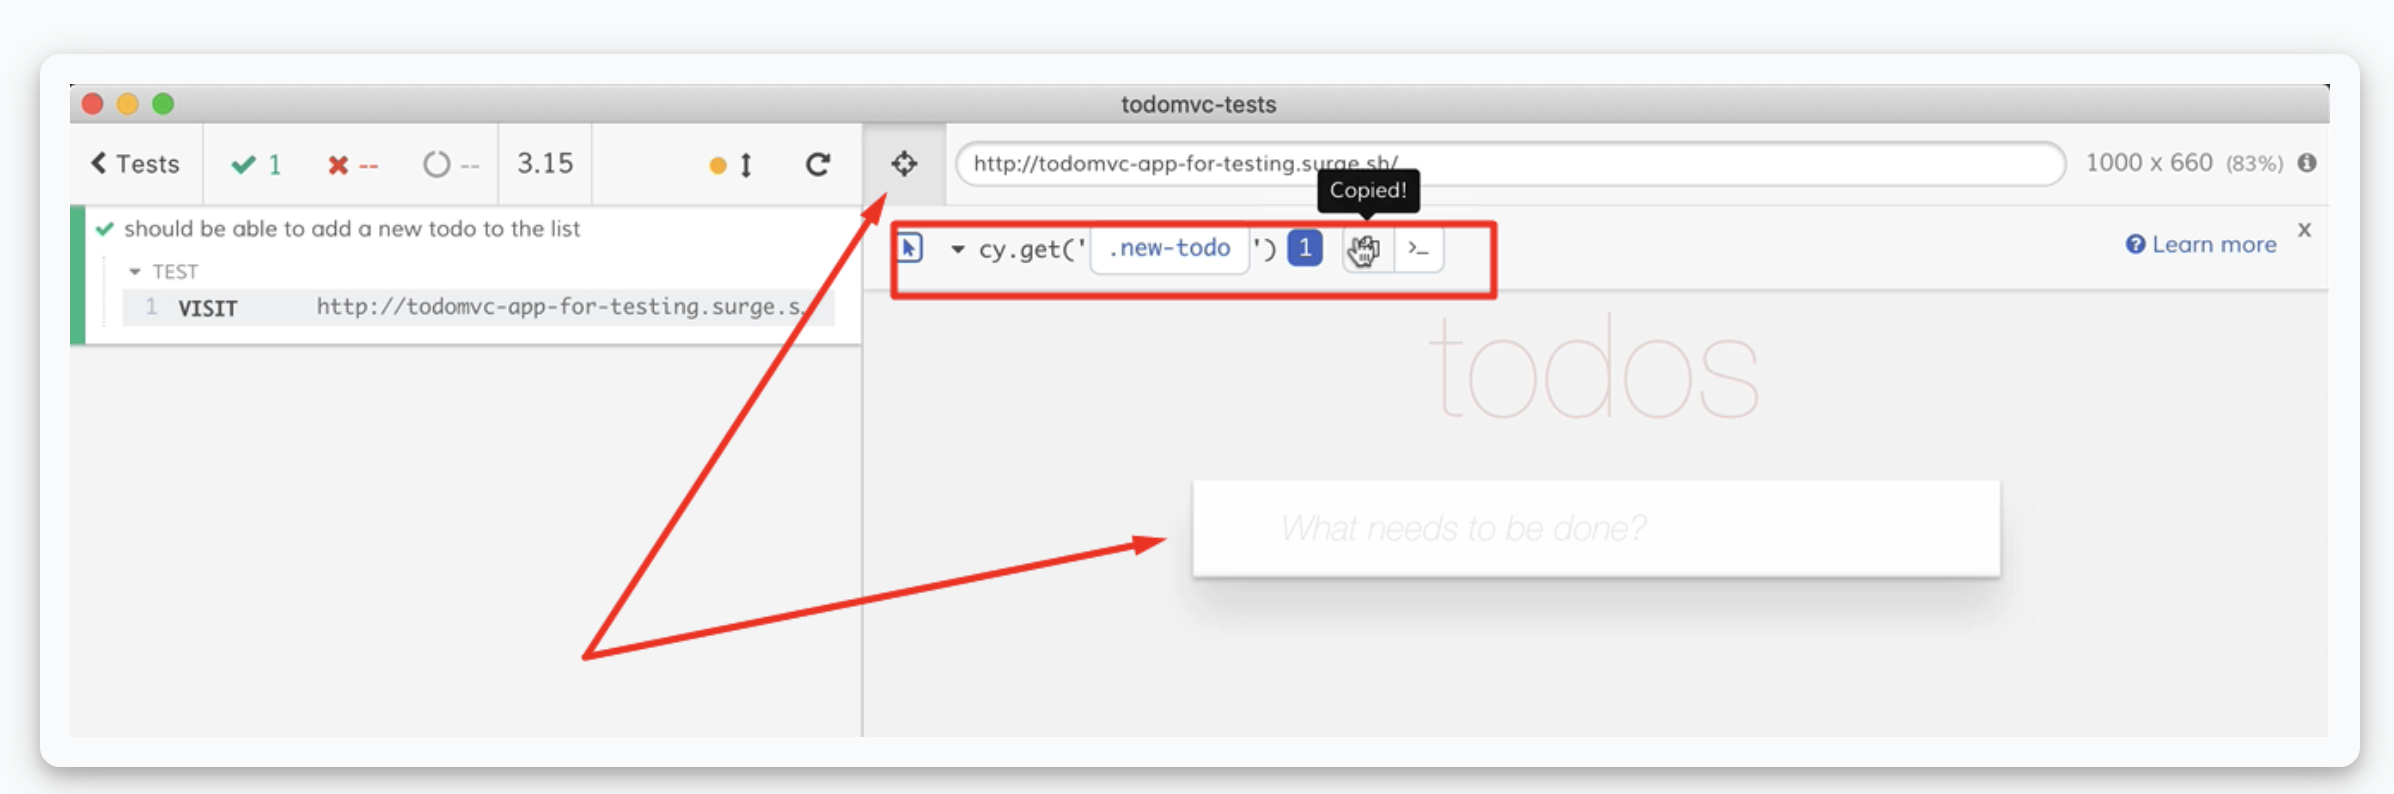 todomvc-tests
Tests 1 -- -- 3.15 http://todomvc-app-for-testing.surge.sh/ 1000 x 660 (83%)
Copied!
should be able to add a new todo to the list
cy.get('.new-todo') 1 >_ Learn more x
TEST
1 VISIT http://todomvc-app-for-testing.surge.s
todos
What needs to be done?